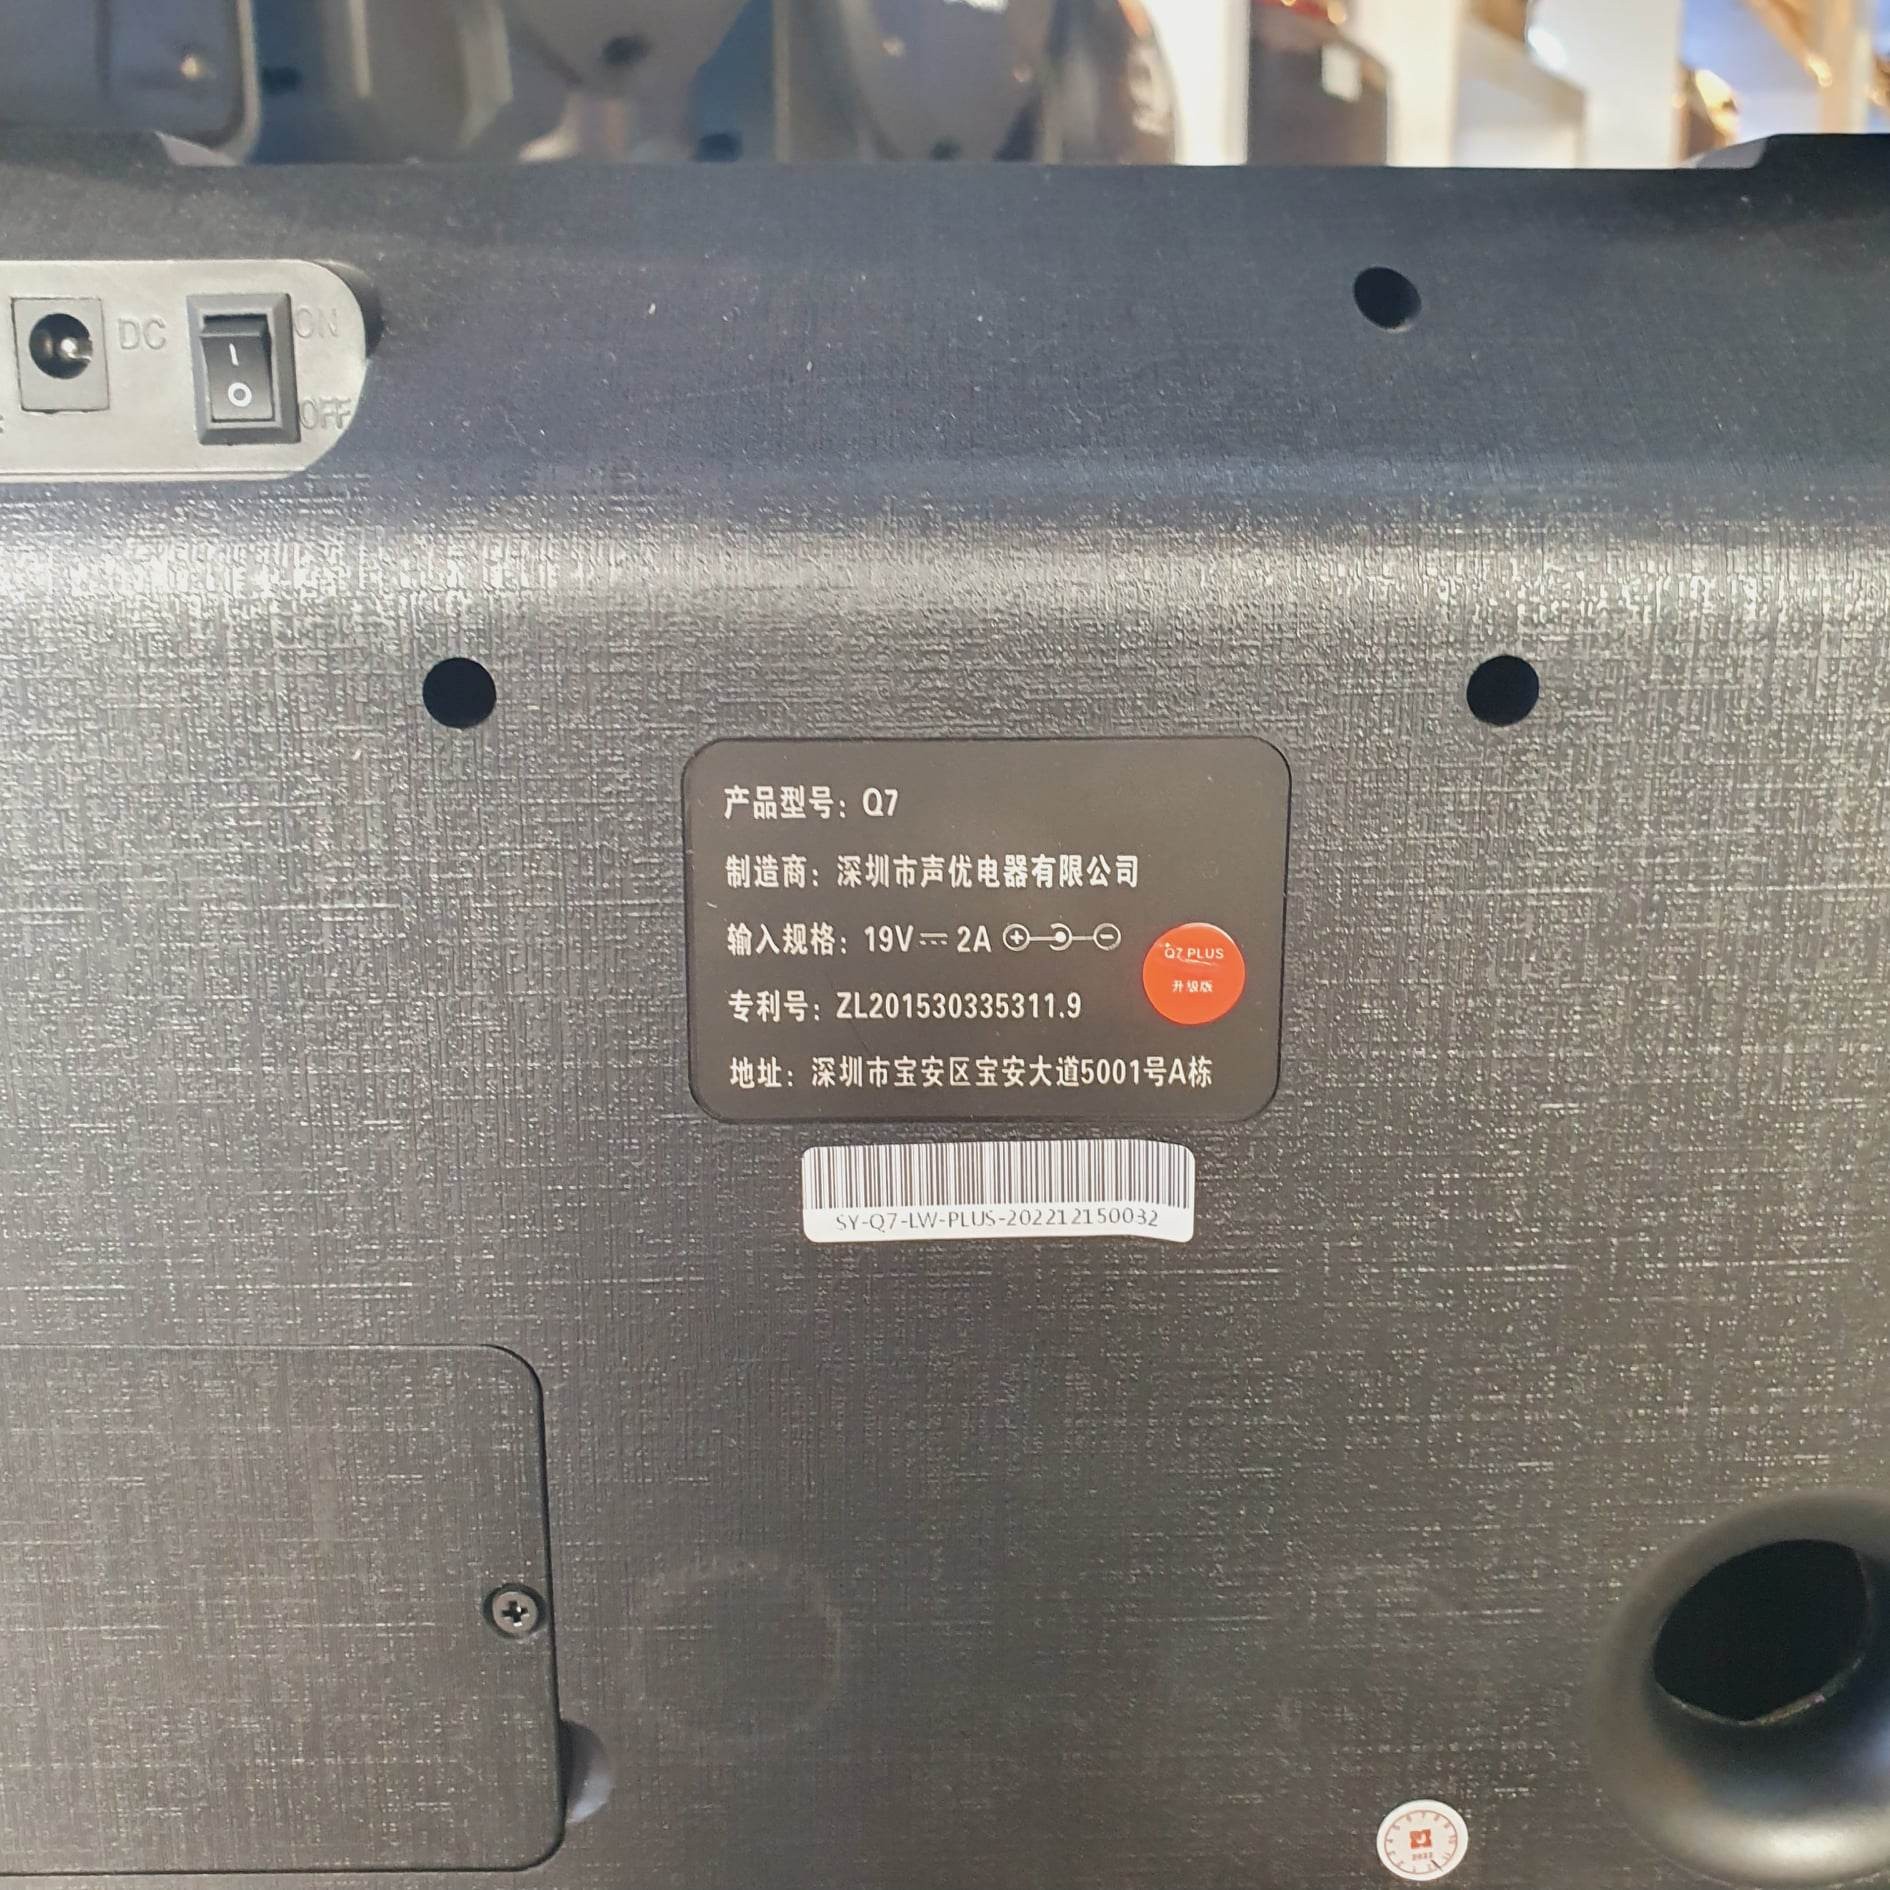 DC
ON
OFF
产品型号：Q7
制造商：深圳市声优电器有限公司
输入规格：19V⎓2A
Q7 PLUS
升级版
专利号：ZL201530335311.9
地址：深圳市宝安区宝安大道5001号A栋
SY-Q7-LW-PLUS-202212150032
2022